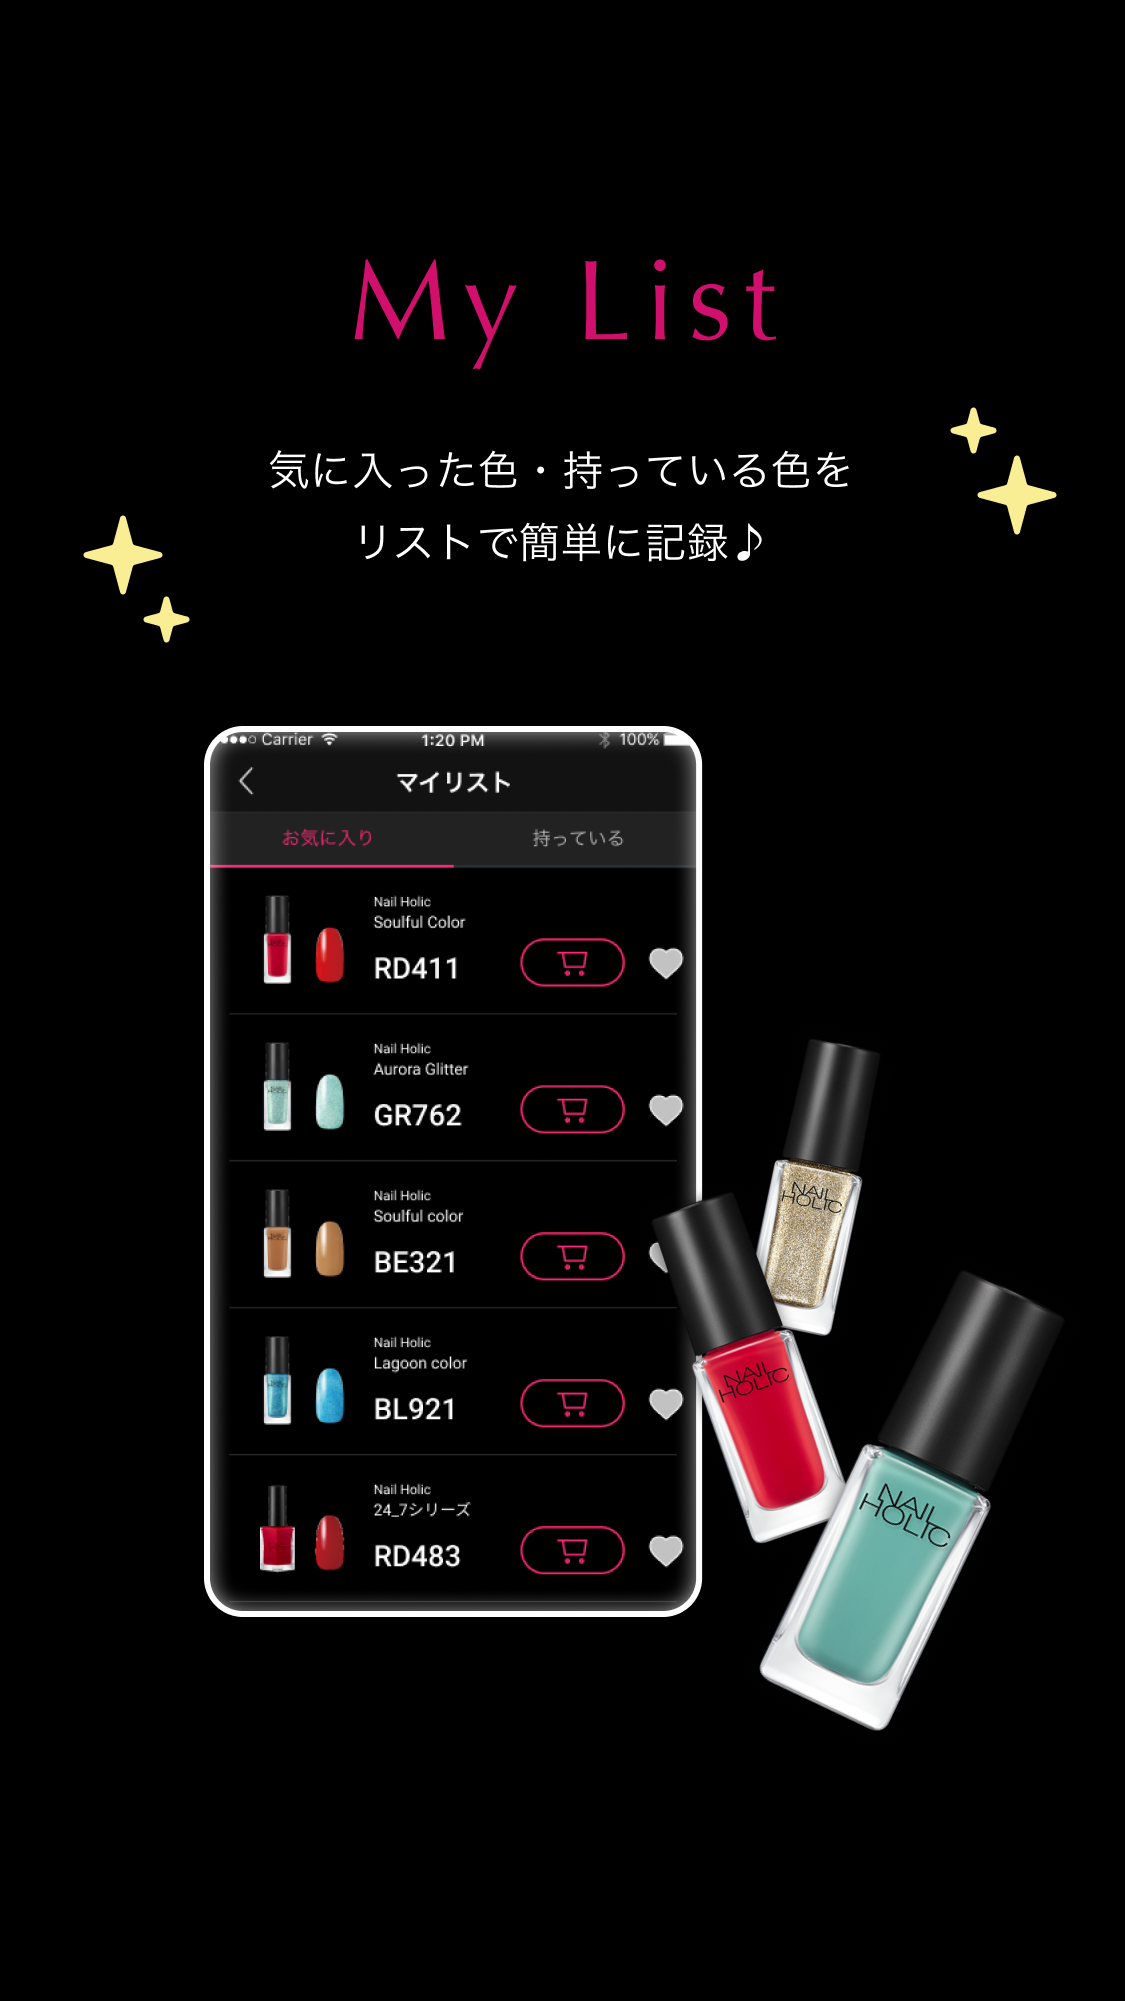 My List
気に入った色・持っている色を
リストで簡単に記録♪
Carrier 1:20 PM 100%
マイリスト
お気に入り 持っている
Nail Holic
Soulful Color
RD411
Nail Holic
Aurora Glitter
GR762
Nail Holic
Soulful color
BE321
Nail Holic
Lagoon color
BL921
Nail Holic
24_7シリーズ
RD483
NAIL
HOLIC
NAIL
HOLIC
NAIL
HOLIC